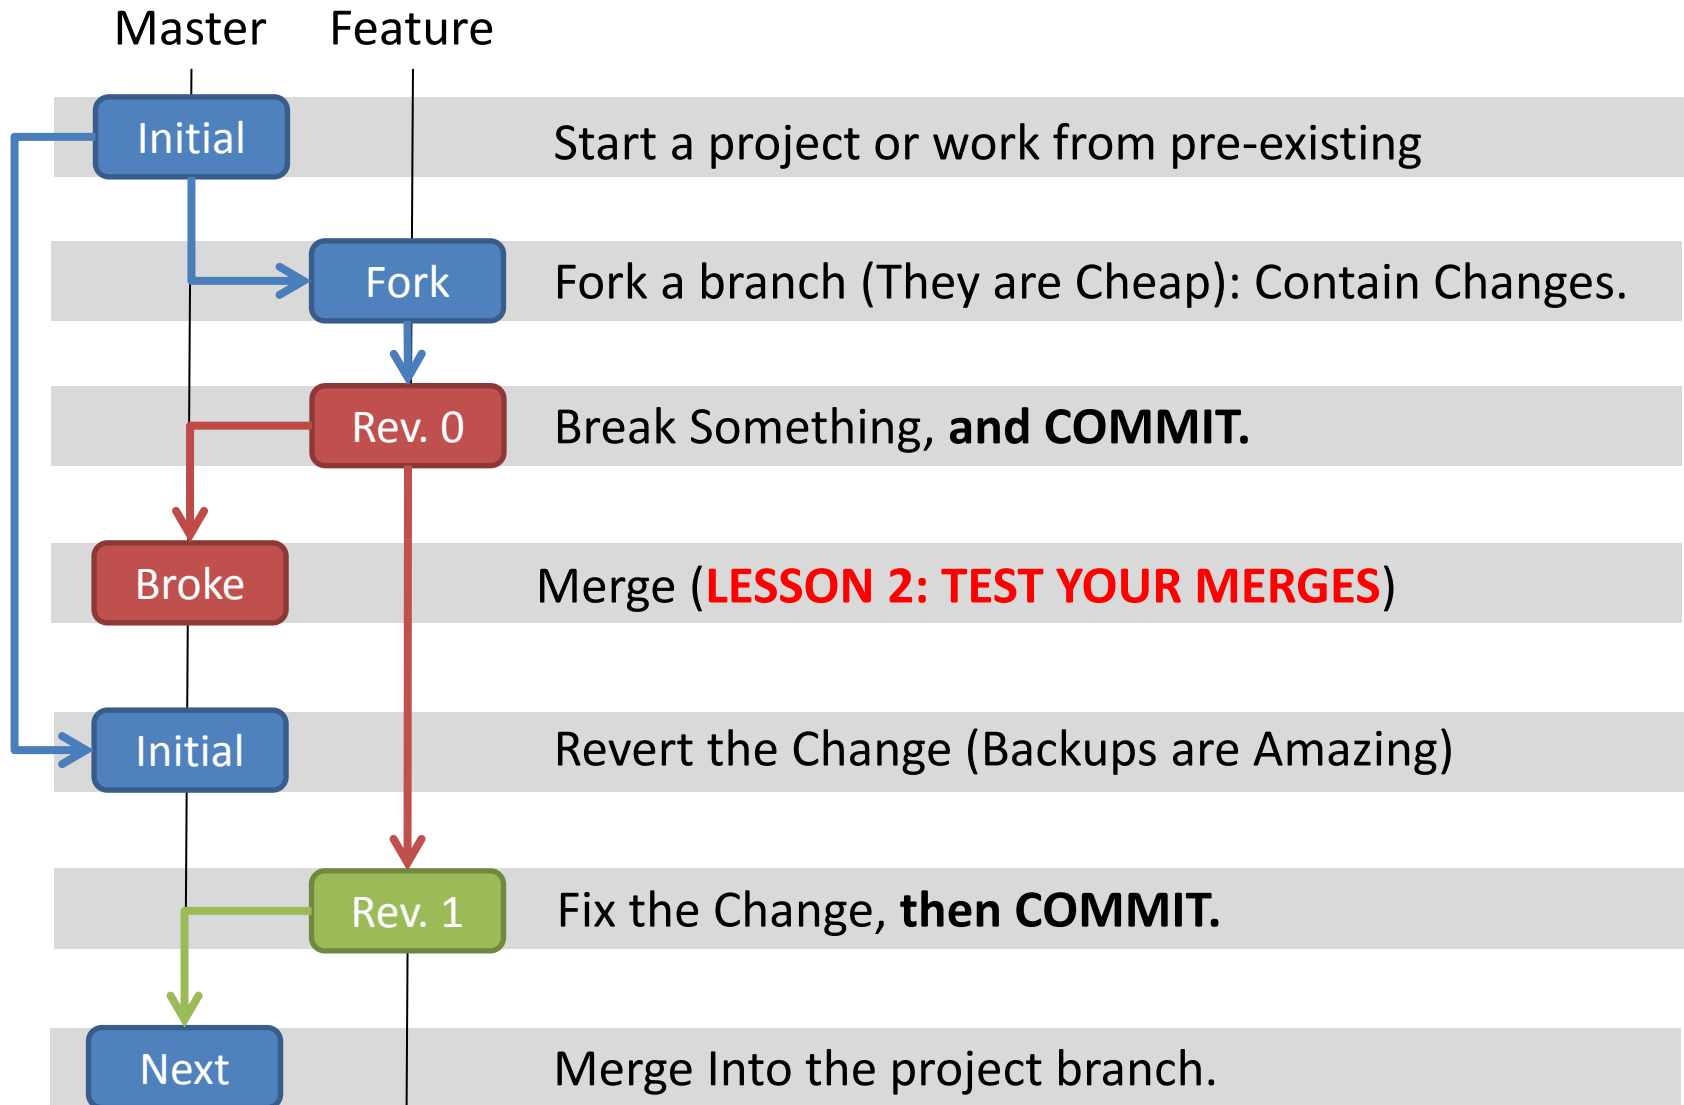 Master Feature
Initial Start a project or work from pre-existing
Fork Fork a branch (They are Cheap): Contain Changes.
Rev. 0 Break Something, and COMMIT.
Broke Merge (LESSON 2: TEST YOUR MERGES)
Initial Revert the Change (Backups are Amazing)
Rev. 1 Fix the Change, then COMMIT.
Next Merge Into the project branch.